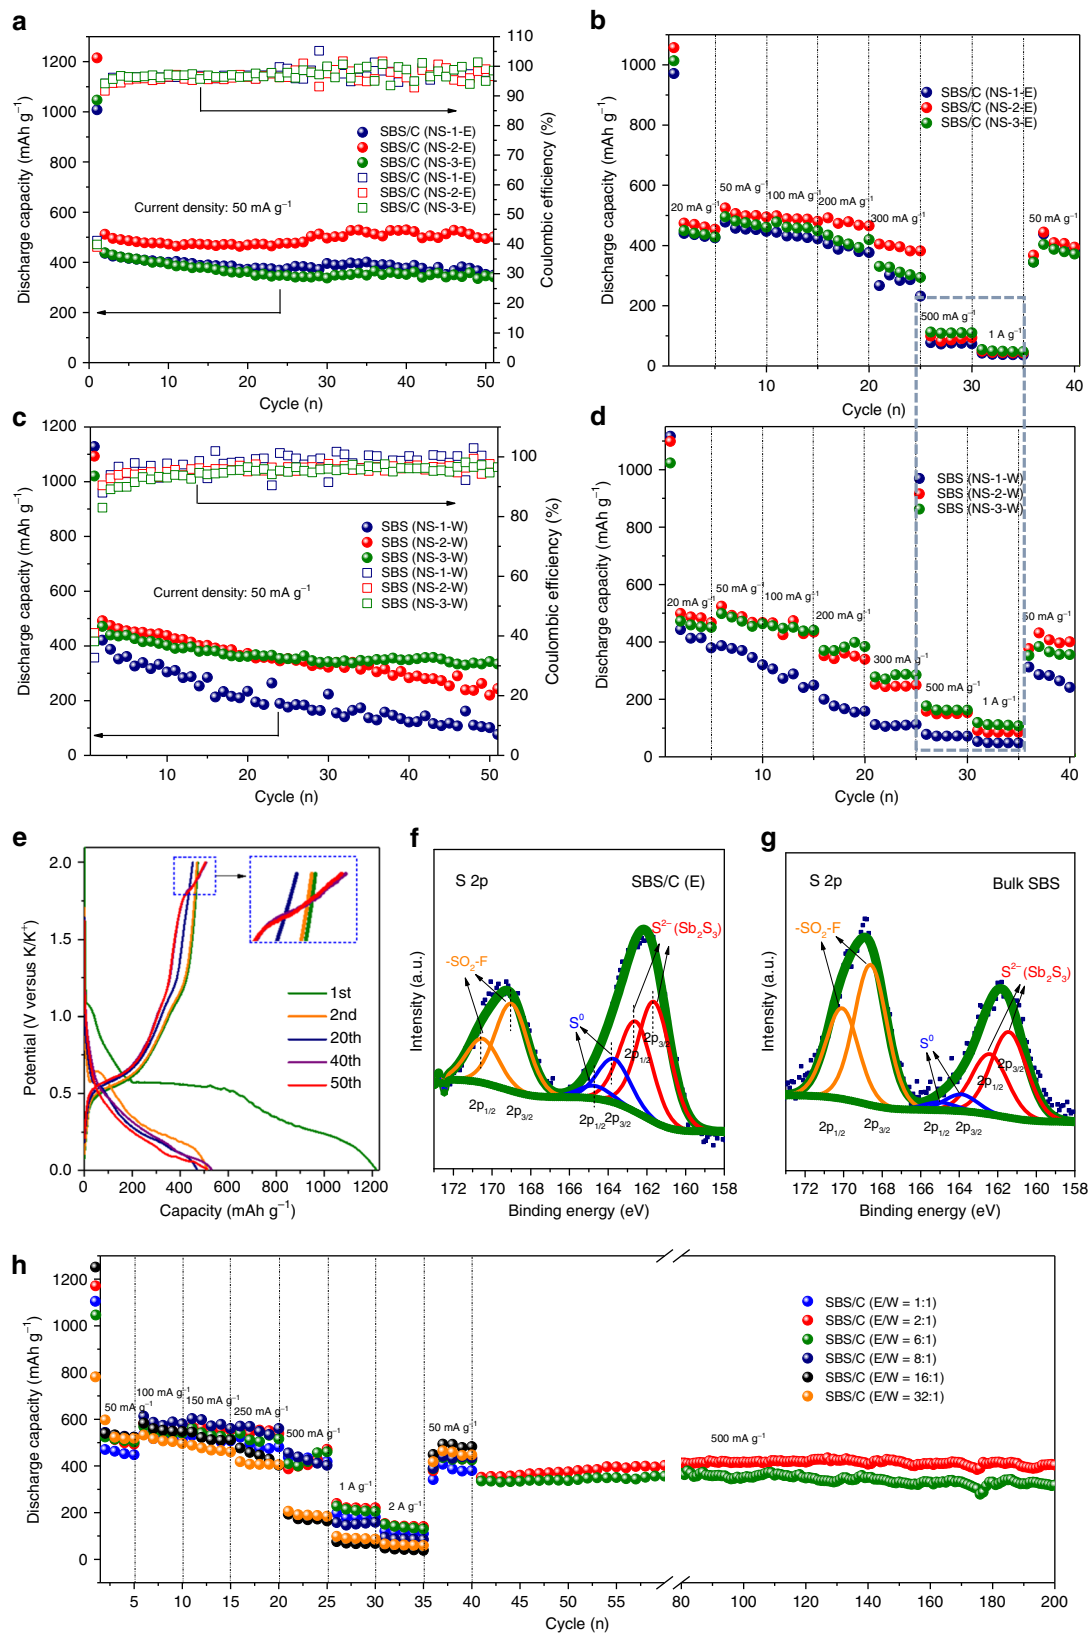 a
Discharge capacity (mAh g⁻¹)
1200
1000
800
600
400
200
0
110
100
90
80
70
60
50
40
30
20
10
0
Coulombic efficiency (%)
SBS/C (NS-1-E)
SBS/C (NS-2-E)
SBS/C (NS-3-E)
SBS/C (NS-1-E)
SBS/C (NS-2-E)
SBS/C (NS-3-E)
Current density: 50 mA g⁻¹
0 10 20 30 40 50
Cycle (n)
b
Discharge capacity (mAh g⁻¹)
1000
800
600
400
200
0
SBS/C (NS-1-E)
SBS/C (NS-2-E)
SBS/C (NS-3-E)
20 mA g⁻¹
50 mA g⁻¹
100 mA g⁻¹
200 mA g⁻¹
300 mA g⁻¹
500 mA g⁻¹
1 A g⁻¹
50 mA g⁻¹
10 20 30 40
Cycle (n)
c
Discharge capacity (mAh g⁻¹)
1200
1000
800
600
400
200
0
100
80
60
40
20
0
Coulombic efficiency (%)
SBS (NS-1-W)
SBS (NS-2-W)
SBS (NS-3-W)
SBS (NS-1-W)
SBS (NS-2-W)
SBS (NS-3-W)
Current density: 50 mA g⁻¹
10 20 30 40 50
Cycle (n)
d
Discharge capacity (mAh g⁻¹)
1000
800
600
400
200
0
SBS (NS-1-W)
SBS (NS-2-W)
SBS (NS-3-W)
20 mA g⁻¹
50 mA g⁻¹
100 mA g⁻¹
200 mA g⁻¹
300 mA g⁻¹
500 mA g⁻¹
1 A g⁻¹
50 mA g⁻¹
10 20 30 40
Cycle (n)
e
Potential (V versus K/K⁺)
2.0
1.5
1.0
0.5
0.0
1st
2nd
20th
40th
50th
0 200 400 600 800 1000 1200
Capacity (mAh g⁻¹)
f
Intensity (a.u.)
S 2p
SBS/C (E)
S²⁻ (Sb₂S₃)
-SO₂-F
S⁰
2p₃/₂
2p₁/₂
2p₁/₂
2p₃/₂
2p₁/₂
2p₃/₂
172 170 168 166 164 162 160 158
Binding energy (eV)
g
Intensity (a.u.)
S 2p
Bulk SBS
-SO₂-F
S²⁻ (Sb₂S₃)
S⁰
2p₃/₂
2p₁/₂
2p₁/₂
2p₃/₂
2p₁/₂
2p₃/₂
172 170 168 166 164 162 160 158
Binding energy (eV)
h
Discharge capacity (mAh g⁻¹)
1200
1000
800
600
400
200
0
SBS/C (E/W = 1:1)
SBS/C (E/W = 2:1)
SBS/C (E/W = 6:1)
SBS/C (E/W = 8:1)
SBS/C (E/W = 16:1)
SBS/C (E/W = 32:1)
50 mA g⁻¹
100 mA g⁻¹
150 mA g⁻¹
250 mA g⁻¹
500 mA g⁻¹
1 A g⁻¹
2 A g⁻¹
50 mA g⁻¹
500 mA g⁻¹
5 10 15 20 25 30 35 40 45 50 55 60 80 100 120 140 160 180 200
Cycle (n)